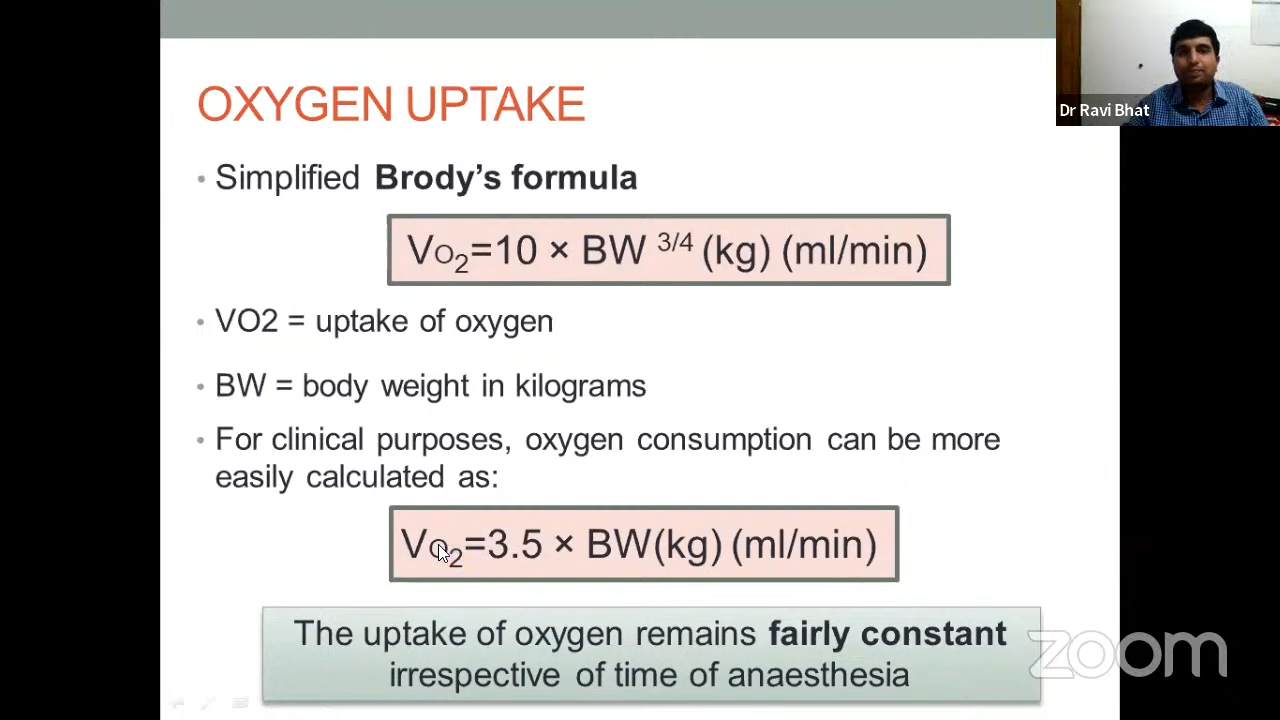 OXYGEN UPTAKE
• Simplified Brody's formula
VO2=10 × BW 3/4 (kg) (ml/min)
• VO2 = uptake of oxygen
• BW = body weight in kilograms
• For clinical purposes, oxygen consumption can be more
easily calculated as:
VO2=3.5 × BW(kg) (ml/min)
The uptake of oxygen remains fairly constant
irrespective of time of anaesthesia
Dr Ravi Bhat
zoom